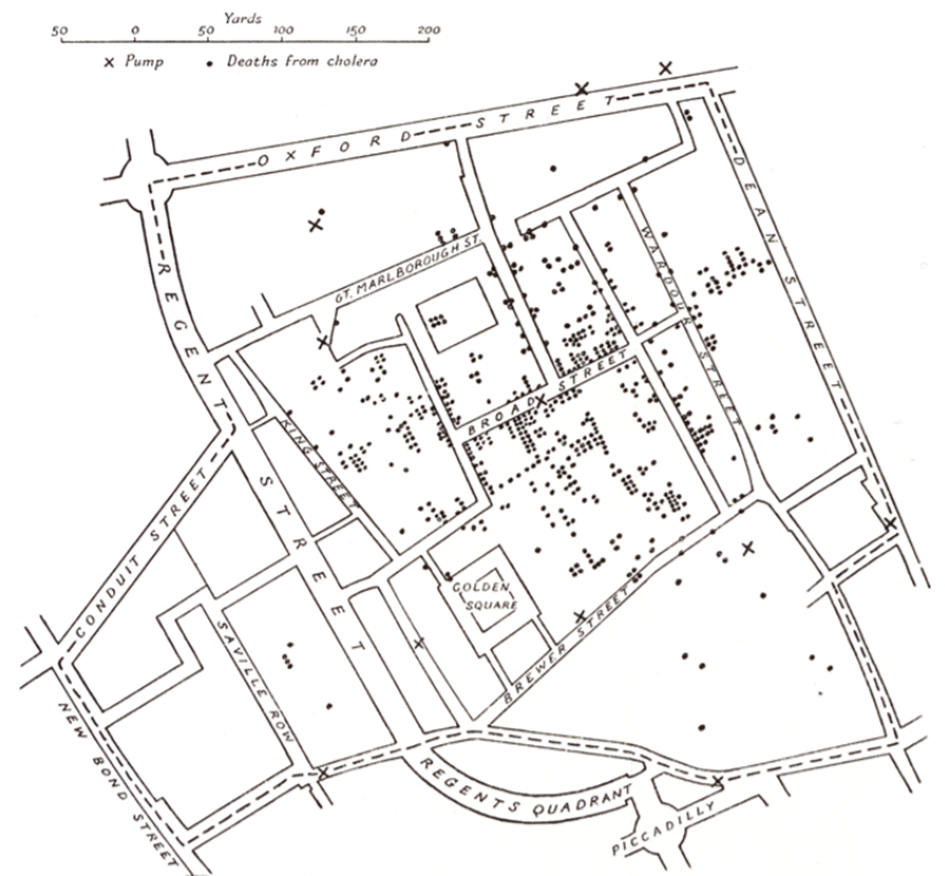 Yards
50 0 50 100 150 200
× Pump • Deaths from cholera
OXFORD STREET
DEAN STREET
WARDOUR STREET
GT. MARLBOROUGH ST.
REGENT STREET
BROAD STREET
KING STREET
CONDUIT STREET
GOLDEN
SQUARE
BREWER STREET
SAVILLE ROW
NEW BOND STREET
REGENTS QUADRANT
PICCADILLY